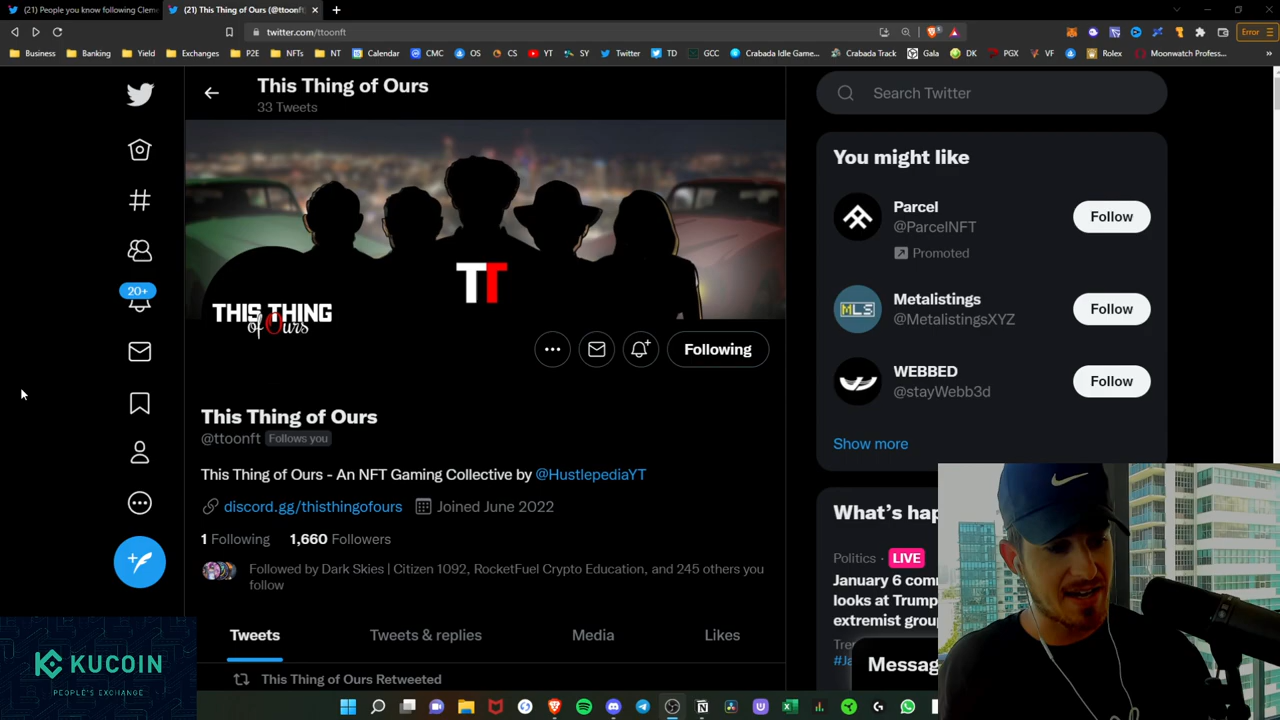 (21) People you know following Cleme
(21) This Thing of Ours (@ttoonft
twitter.com/ttoonft
Error
Business
Banking
Yield
Exchanges
P2E
NFTs
NT
Calendar
CMC
OS
CS
YT
SY
Twitter
TD
GCC
Crabada Idle Game...
Crabada Track
Gala
DK
PGX
VF
Rolex
Moonwatch Profess...
This Thing of Ours
33 Tweets
THIS THING
of Ours
TT
Following
This Thing of Ours
@ttoonft Follows you
This Thing of Ours - An NFT Gaming Collective by @HustlepediaYT
discord.gg/thisthingofours Joined June 2022
1 Following 1,660 Followers
Followed by Dark Skies | Citizen 1092, RocketFuel Crypto Education, and 245 others you
follow
Tweets
Tweets & replies
Media
Likes
This Thing of Ours Retweeted
20+
Search Twitter
You might like
Parcel
@ParcelNFT
Promoted
Follow
MLS
Metalistings
@MetalistingsXYZ
Follow
WEBBED
@stayWebb3d
Follow
Show more
What's hap
Politics · LIVE
January 6 com
looks at Trump
extremist grou
Tre
#Ja
Messag
KUCOIN
PEOPLE'S EXCHANGE